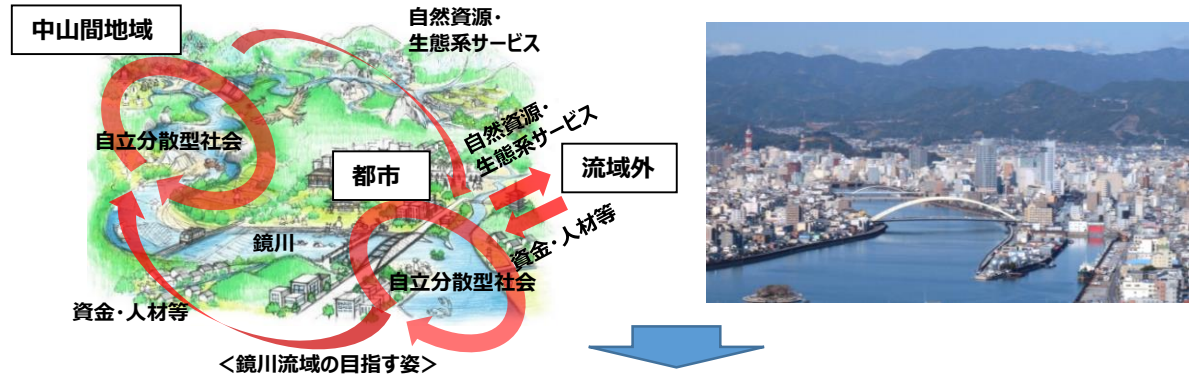 中山間地域
自然資源・
生態系サービス
自立分散型社会
自然資源・
生態系サービス
都市
流域外
鏡川
資金・人材等
自立分散型社会
資金・人材等
<鏡川流域の目指す姿>